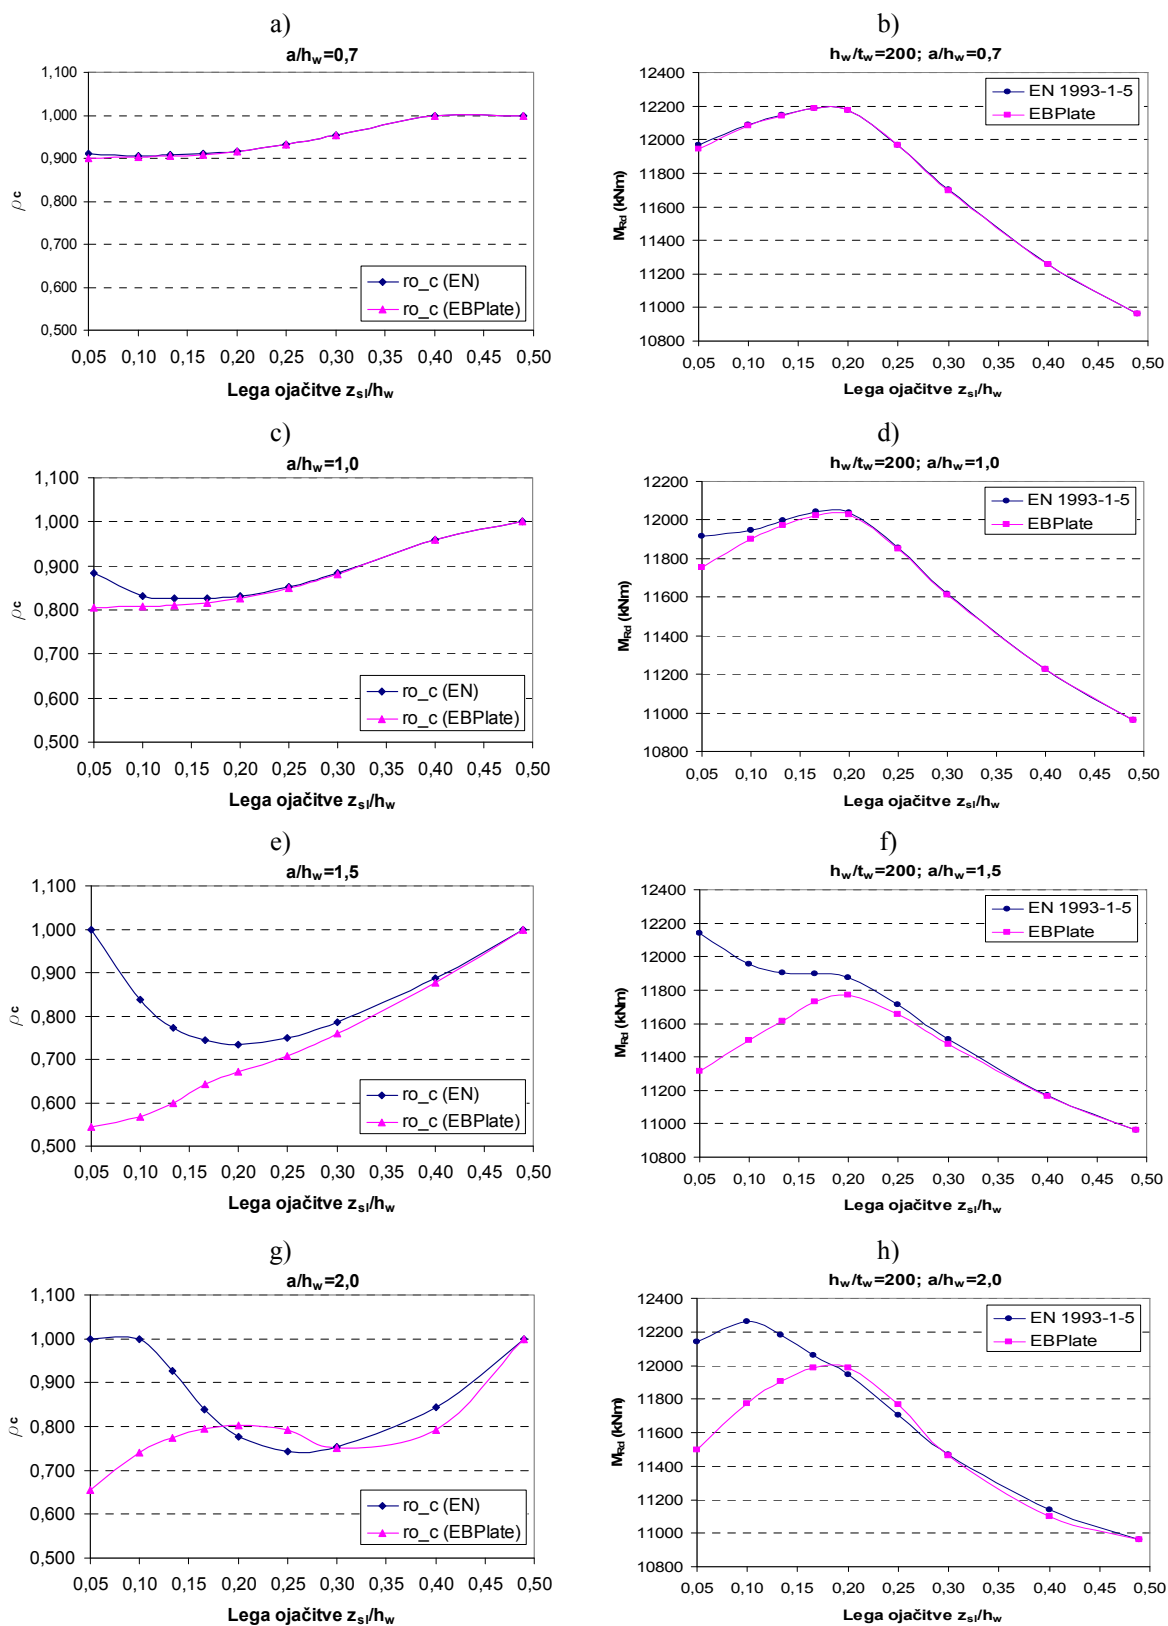 a)
a/hw=0,7
1,100
1,000
0,900
0,800
0,700
0,600
0,500
ρc
ro_c (EN)
ro_c (EBPlate)
0,05 0,10 0,15 0,20 0,25 0,30 0,35 0,40 0,45 0,50
Lega ojačitve zsl/hw
b)
hw/tw=200; a/hw=0,7
12400
12200
12000
11800
11600
11400
11200
11000
10800
MRd (kNm)
EN 1993-1-5
EBPlate
0,05 0,10 0,15 0,20 0,25 0,30 0,35 0,40 0,45 0,50
Lega ojačitve zsl/hw
c)
a/hw=1,0
1,100
1,000
0,900
0,800
0,700
0,600
0,500
ρc
ro_c (EN)
ro_c (EBPlate)
0,05 0,10 0,15 0,20 0,25 0,30 0,35 0,40 0,45 0,50
Lega ojačitve zsl/hw
d)
hw/tw=200; a/hw=1,0
12200
12000
11800
11600
11400
11200
11000
10800
MRd (kNm)
EN 1993-1-5
EBPlate
0,05 0,10 0,15 0,20 0,25 0,30 0,35 0,40 0,45 0,50
Lega ojačitve zsl/hw
e)
a/hw=1,5
1,100
1,000
0,900
0,800
0,700
0,600
0,500
ρc
ro_c (EN)
ro_c (EBPlate)
0,05 0,10 0,15 0,20 0,25 0,30 0,35 0,40 0,45 0,50
Lega ojačitve zsl/hw
f)
hw/tw=200; a/hw=1,5
12400
12200
12000
11800
11600
11400
11200
11000
10800
MRd (kNm)
EN 1993-1-5
EBPlate
0,05 0,10 0,15 0,20 0,25 0,30 0,35 0,40 0,45 0,50
Lega ojačitve zsl/hw
g)
a/hw=2,0
1,100
1,000
0,900
0,800
0,700
0,600
0,500
ρc
ro_c (EN)
ro_c (EBPlate)
0,05 0,10 0,15 0,20 0,25 0,30 0,35 0,40 0,45 0,50
Lega ojačitve zsl/hw
h)
hw/tw=200; a/hw=2,0
12400
12200
12000
11800
11600
11400
11200
11000
10800
MRd (kNm)
EN 1993-1-5
EBPlate
0,05 0,10 0,15 0,20 0,25 0,30 0,35 0,40 0,45 0,50
Lega ojačitve zsl/hw